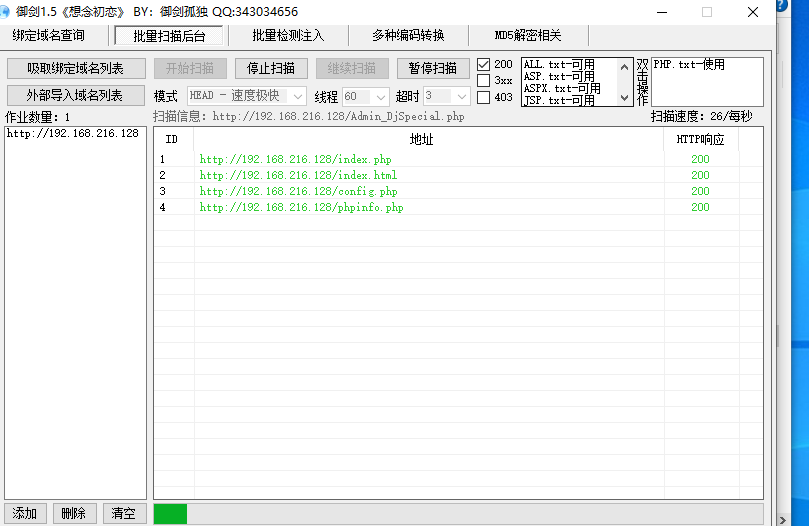 御剑1.5《想念初恋》 BY：御剑孤独 QQ:343034656
绑定域名查询 批量扫描后台 批量检测注入 多种编码转换 MD5解密相关
吸取绑定域名列表 开始扫描 停止扫描 继续扫描 暂停扫描
外部导入域名列表 模式 HEAD - 速度极快 线程 60 超时 3
200
3xx
403
ALL.txt-可用
ASP.txt-可用
ASPX.txt-可用
JSP.txt-可用
双击操作
PHP.txt-使用
作业数量：1 扫描信息：http://192.168.216.128/Admin_DjSpecial.php 扫描速度：26/每秒
http://192.168.216.128
ID 地址 HTTP响应
1 http://192.168.216.128/index.php 200
2 http://192.168.216.128/index.html 200
3 http://192.168.216.128/config.php 200
4 http://192.168.216.128/phpinfo.php 200
添加 删除 清空